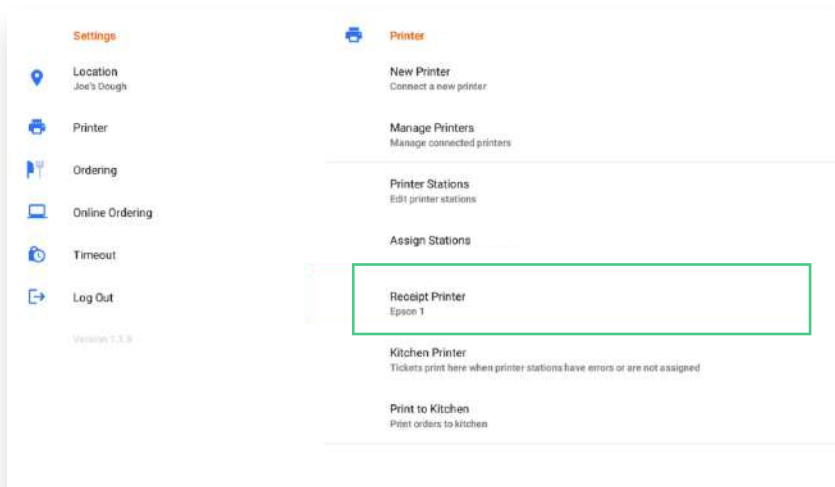 Settings
Location
Joe's Dough
Printer
Ordering
Online Ordering
Timeout
Log Out
Printer
New Printer
Connect a new printer
Manage Printers
Manage connected printers
Printer Stations
Edit printer stations
Assign Stations
Receipt Printer
Epson 1
Kitchen Printer
Tickets print here when printer stations have errors or are not assigned
Print to Kitchen
Print orders to kitchen